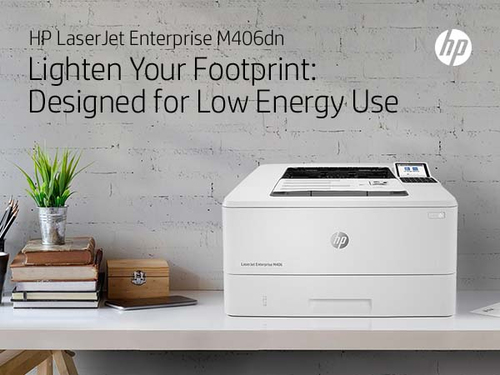 HP LaserJet Enterprise M406dn
Lighten Your Footprint:
Designed for Low Energy Use
hp
hp
LaserJet Enterprise M406